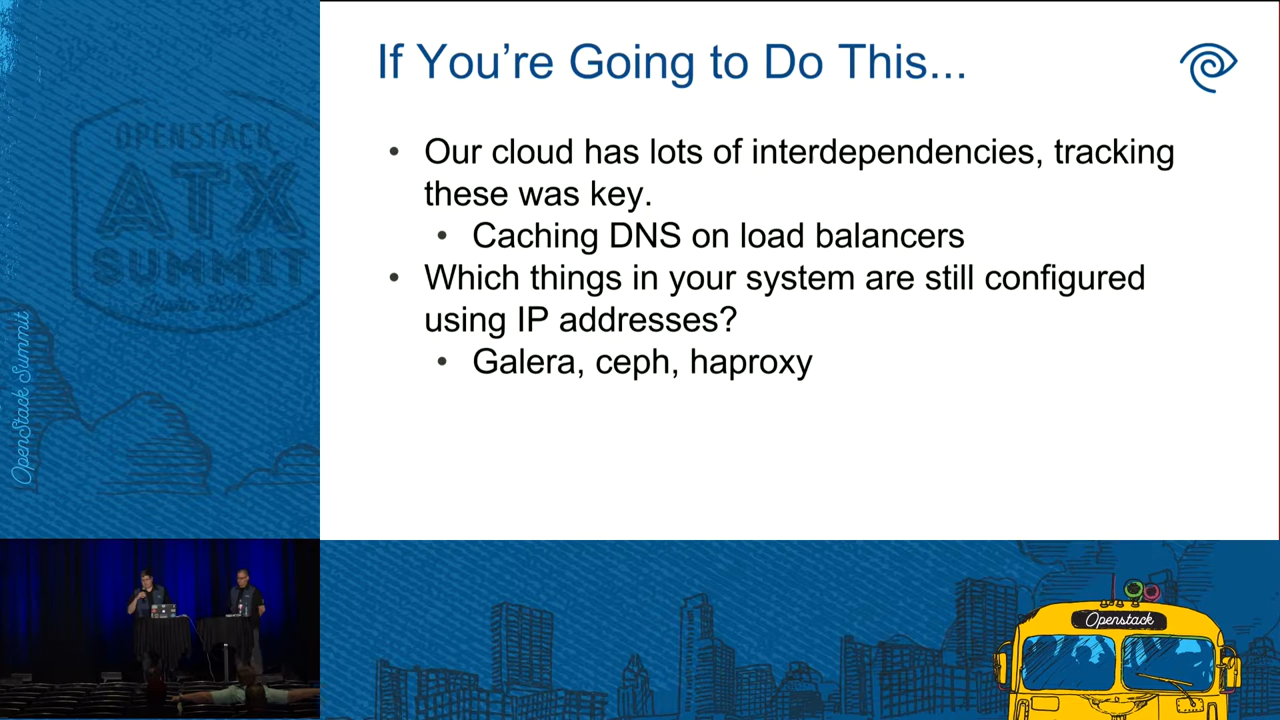 If You're Going to Do This...
• Our cloud has lots of interdependencies, tracking
these was key.
• Caching DNS on load balancers
• Which things in your system are still configured
using IP addresses?
• Galera, ceph, haproxy
OPENSTACK
ATX
SUMMIT
OpenStack Summit
Openstack